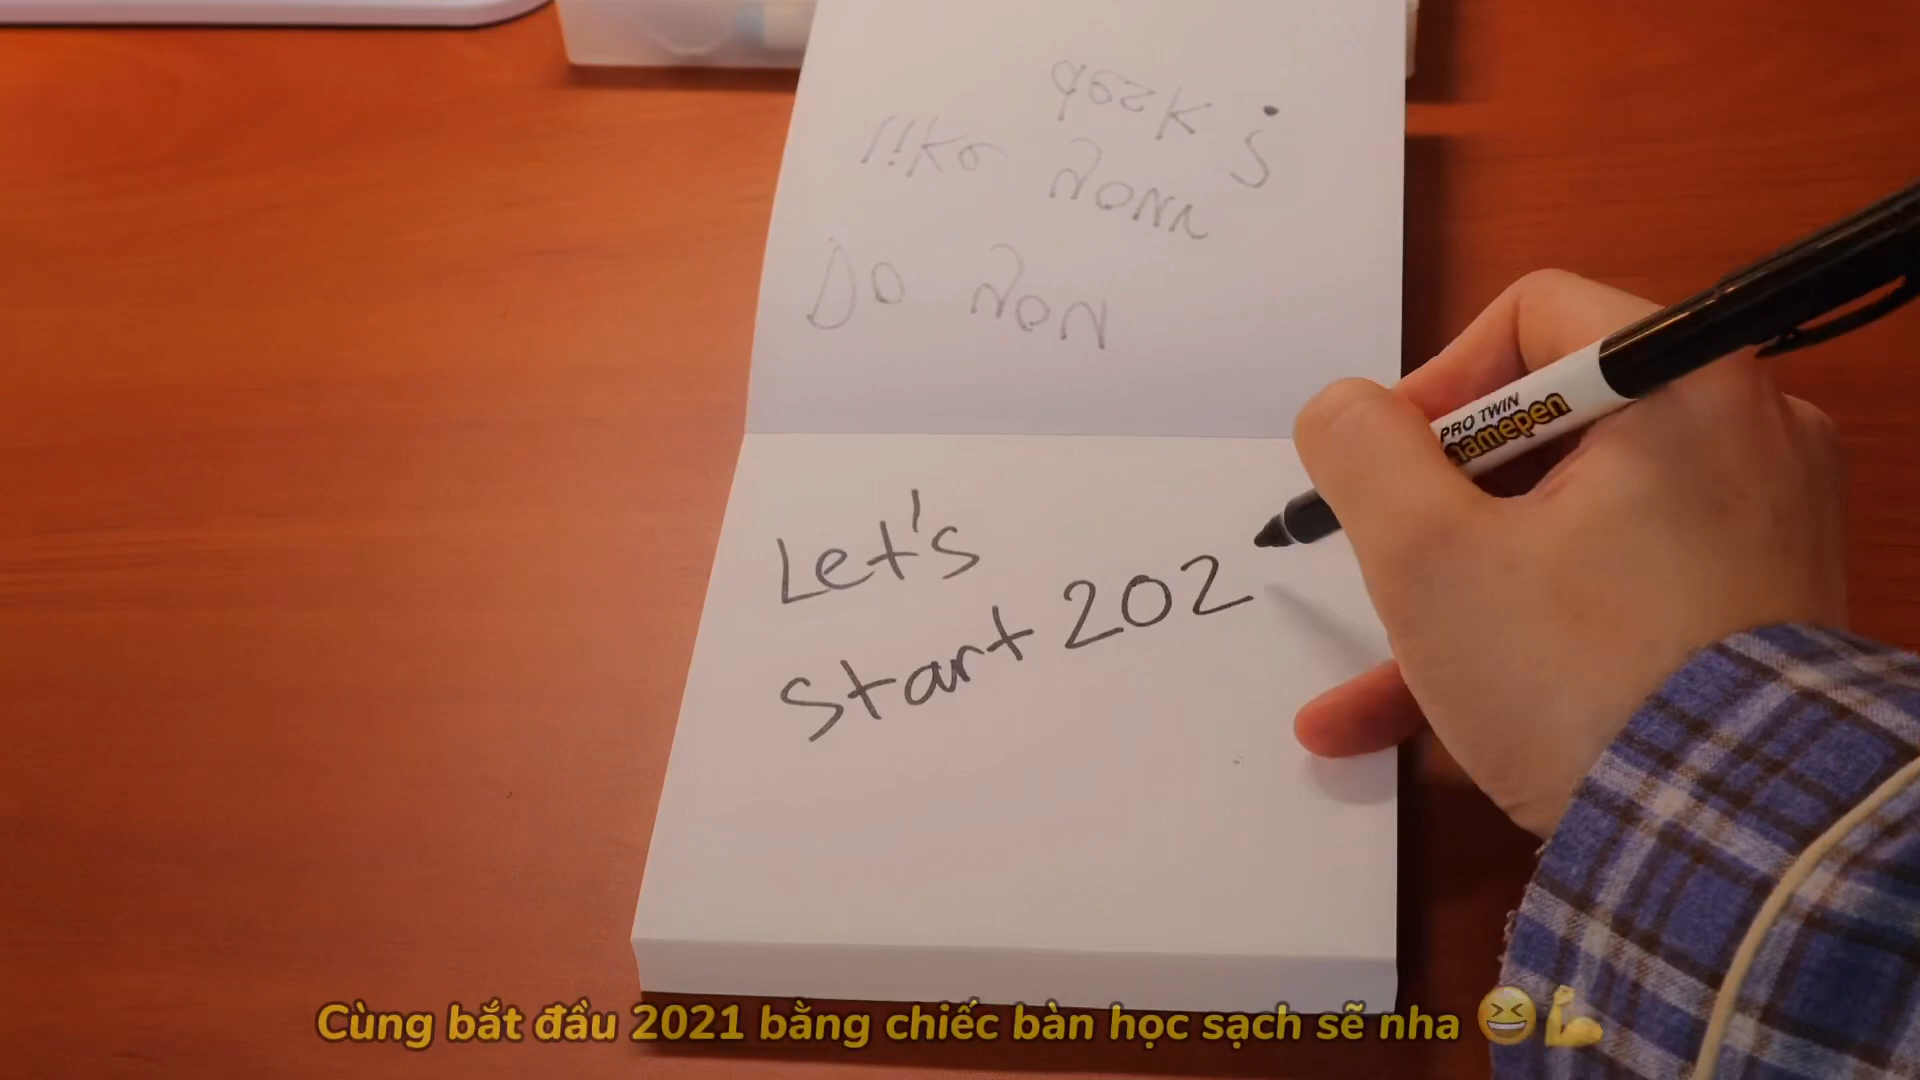 PRO TWIN
Namepen
Let's
Start 202
Cùng bắt đầu 2021 bằng chiếc bàn học sạch sẽ nha 😆💪